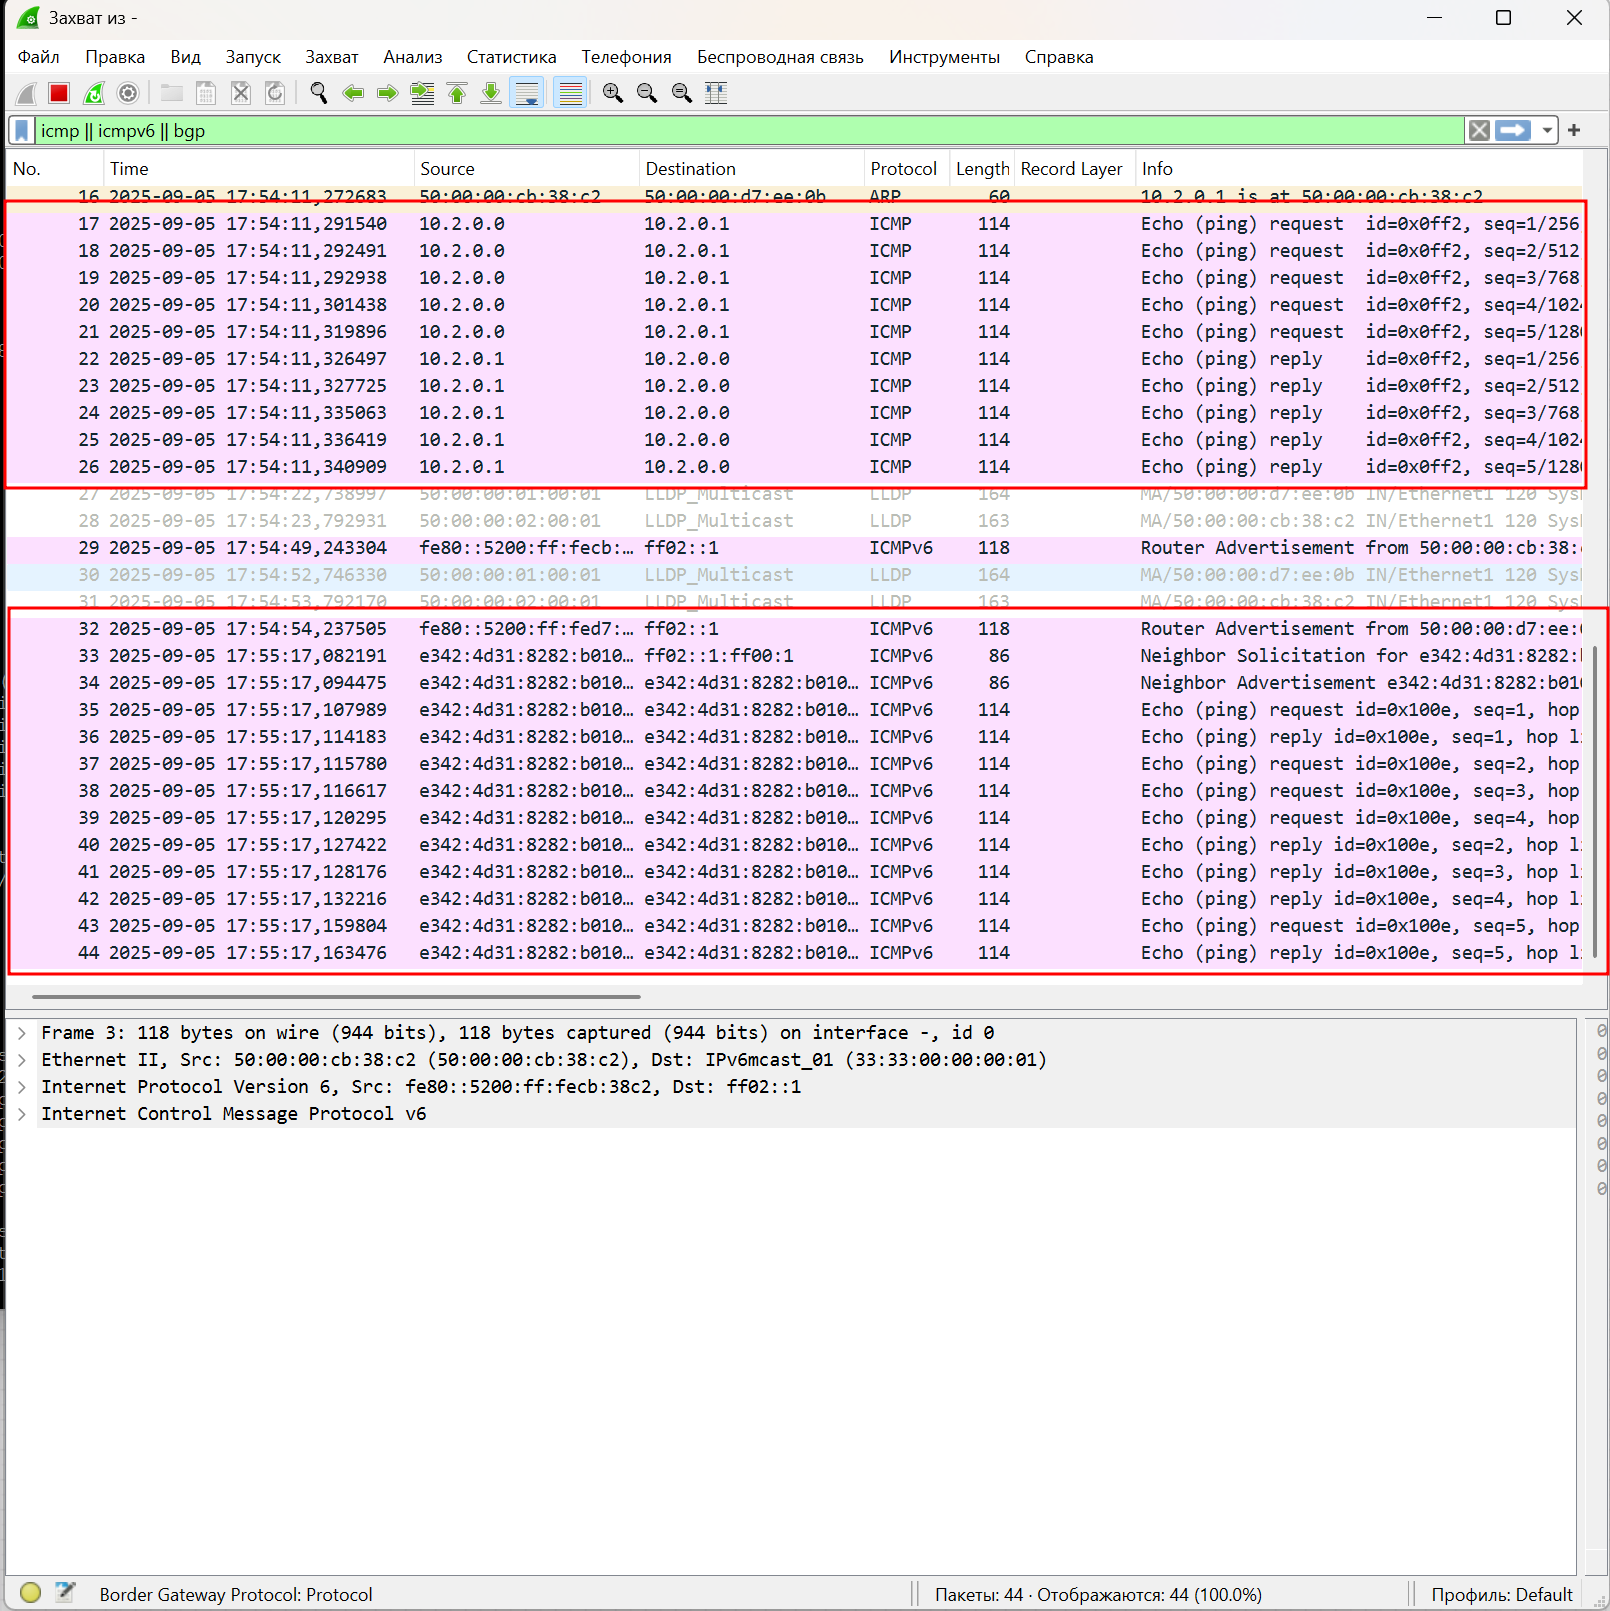 Захват из -
Файл Правка Вид Запуск Захват Анализ Статистика Телефония Беспроводная связь Инструменты Справка
icmp || icmpv6 || bgp
No. Time Source Destination Protocol Length Record Layer Info
16 2025-09-05 17:54:11,272683 50:00:00:cb:38:c2 50:00:00:d7:ee:0b ARP 60 10.2.0.1 is at 50:00:00:cb:38:c2
17 2025-09-05 17:54:11,291540 10.2.0.0 10.2.0.1 ICMP 114 Echo (ping) request id=0x0ff2, seq=1/256
18 2025-09-05 17:54:11,292491 10.2.0.0 10.2.0.1 ICMP 114 Echo (ping) request id=0x0ff2, seq=2/512
19 2025-09-05 17:54:11,292938 10.2.0.0 10.2.0.1 ICMP 114 Echo (ping) request id=0x0ff2, seq=3/768
20 2025-09-05 17:54:11,301438 10.2.0.0 10.2.0.1 ICMP 114 Echo (ping) request id=0x0ff2, seq=4/1024
21 2025-09-05 17:54:11,319896 10.2.0.0 10.2.0.1 ICMP 114 Echo (ping) request id=0x0ff2, seq=5/1280
22 2025-09-05 17:54:11,326497 10.2.0.1 10.2.0.0 ICMP 114 Echo (ping) reply id=0x0ff2, seq=1/256
23 2025-09-05 17:54:11,327725 10.2.0.1 10.2.0.0 ICMP 114 Echo (ping) reply id=0x0ff2, seq=2/512
24 2025-09-05 17:54:11,335063 10.2.0.1 10.2.0.0 ICMP 114 Echo (ping) reply id=0x0ff2, seq=3/768
25 2025-09-05 17:54:11,336419 10.2.0.1 10.2.0.0 ICMP 114 Echo (ping) reply id=0x0ff2, seq=4/1024
26 2025-09-05 17:54:11,340909 10.2.0.1 10.2.0.0 ICMP 114 Echo (ping) reply id=0x0ff2, seq=5/1280
27 2025-09-05 17:54:22,738997 50:00:00:01:00:01 LLDP_Multicast LLDP 164 MA/50:00:00:d7:ee:0b IN/Ethernet1 120 Sys
28 2025-09-05 17:54:23,792931 50:00:00:02:00:01 LLDP_Multicast LLDP 163 MA/50:00:00:cb:38:c2 IN/Ethernet1 120 Sys
29 2025-09-05 17:54:49,243304 fe80::5200:ff:fecb:… ff02::1 ICMPv6 118 Router Advertisement from 50:00:00:cb:38:
30 2025-09-05 17:54:52,746330 50:00:00:01:00:01 LLDP_Multicast LLDP 164 MA/50:00:00:d7:ee:0b IN/Ethernet1 120 Sys
31 2025-09-05 17:54:53,792170 50:00:00:02:00:01 LLDP_Multicast LLDP 163 MA/50:00:00:cb:38:c2 IN/Ethernet1 120 Sys
32 2025-09-05 17:54:54,237505 fe80::5200:ff:fed7:… ff02::1 ICMPv6 118 Router Advertisement from 50:00:00:d7:ee:
33 2025-09-05 17:55:17,082191 e342:4d31:8282:b010… ff02::1:ff00:1 ICMPv6 86 Neighbor Solicitation for e342:4d31:8282:
34 2025-09-05 17:55:17,094475 e342:4d31:8282:b010… e342:4d31:8282:b010… ICMPv6 86 Neighbor Advertisement e342:4d31:8282:b01
35 2025-09-05 17:55:17,107989 e342:4d31:8282:b010… e342:4d31:8282:b010… ICMPv6 114 Echo (ping) request id=0x100e, seq=1, hop
36 2025-09-05 17:55:17,114183 e342:4d31:8282:b010… e342:4d31:8282:b010… ICMPv6 114 Echo (ping) reply id=0x100e, seq=1, hop l
37 2025-09-05 17:55:17,115780 e342:4d31:8282:b010… e342:4d31:8282:b010… ICMPv6 114 Echo (ping) request id=0x100e, seq=2, hop
38 2025-09-05 17:55:17,116617 e342:4d31:8282:b010… e342:4d31:8282:b010… ICMPv6 114 Echo (ping) request id=0x100e, seq=3, hop
39 2025-09-05 17:55:17,120295 e342:4d31:8282:b010… e342:4d31:8282:b010… ICMPv6 114 Echo (ping) request id=0x100e, seq=4, hop
40 2025-09-05 17:55:17,127422 e342:4d31:8282:b010… e342:4d31:8282:b010… ICMPv6 114 Echo (ping) reply id=0x100e, seq=2, hop l
41 2025-09-05 17:55:17,128176 e342:4d31:8282:b010… e342:4d31:8282:b010… ICMPv6 114 Echo (ping) reply id=0x100e, seq=3, hop l
42 2025-09-05 17:55:17,132216 e342:4d31:8282:b010… e342:4d31:8282:b010… ICMPv6 114 Echo (ping) reply id=0x100e, seq=4, hop l
43 2025-09-05 17:55:17,159804 e342:4d31:8282:b010… e342:4d31:8282:b010… ICMPv6 114 Echo (ping) request id=0x100e, seq=5, hop
44 2025-09-05 17:55:17,163476 e342:4d31:8282:b010… e342:4d31:8282:b010… ICMPv6 114 Echo (ping) reply id=0x100e, seq=5, hop l
Frame 3: 118 bytes on wire (944 bits), 118 bytes captured (944 bits) on interface -, id 0
Ethernet II, Src: 50:00:00:cb:38:c2 (50:00:00:cb:38:c2), Dst: IPv6mcast_01 (33:33:00:00:00:01)
Internet Protocol Version 6, Src: fe80::5200:ff:fecb:38c2, Dst: ff02::1
Internet Control Message Protocol v6
Border Gateway Protocol: Protocol Пакеты: 44 · Отображаются: 44 (100.0%) Профиль: Default